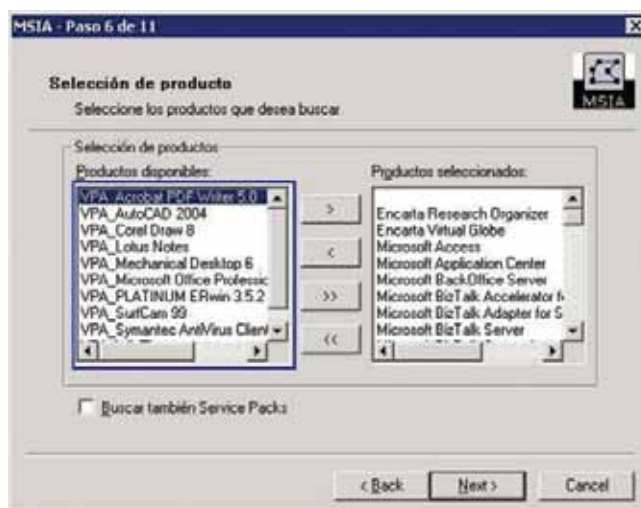 MSIA - Paso 6 de 11
Selección de producto
Seleccione los productos que desea buscar
MSIA
Selección de productos
Productos disponibles:
VPA_Acrobat PDF Writer 5.0
VPA_AutoCAD 2004
VPA_Corel Draw 8
VPA_Lotus Notes
VPA_Mechanical Desktop 6
VPA_Microsoft Office Professic
VPA_PLATINUM ERwin 3.5.2
VPA_SurfCam 99
VPA_Symantec AntiVirus Client
>
<
>>
<<
Productos seleccionados:
Encarta Research Organizer
Encarta Virtual Globe
Microsoft Access
Microsoft Application Center
Microsoft BackOffice Server
Microsoft BizTalk Accelerator f
Microsoft BizTalk Adapter for S
Microsoft BizTalk Server
Buscar también Service Packs
< Back
Next >
Cancel